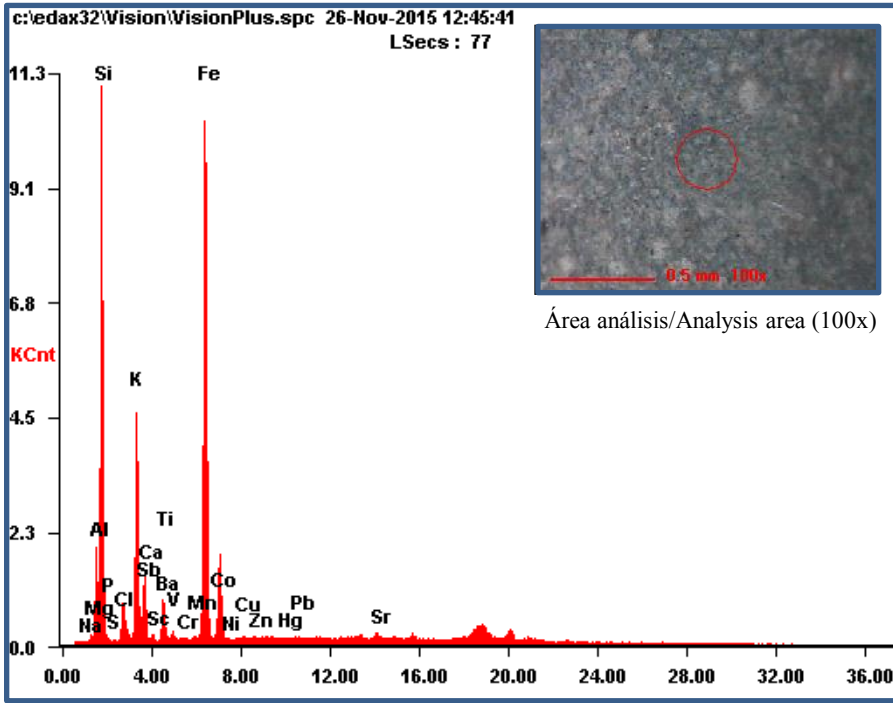 c:\edax32\Vision\VisionPlus.spc 26-Nov-2015 12:45:41
LSecs : 77
11.3
9.1
6.8
KCnt
4.5
2.3
0.0
Si
Fe
K
Al
Ti
Ca
Sb
P
Ba
Mg
Cl
V
Mn
Co
Cu
Pb
Na
S
Sc
Cr
Ni
Zn
Hg
Sr
0.00 4.00 8.00 12.00 16.00 20.00 24.00 28.00 32.00 36.00
0.5 mm 100x
Área análisis/Analysis area (100x)